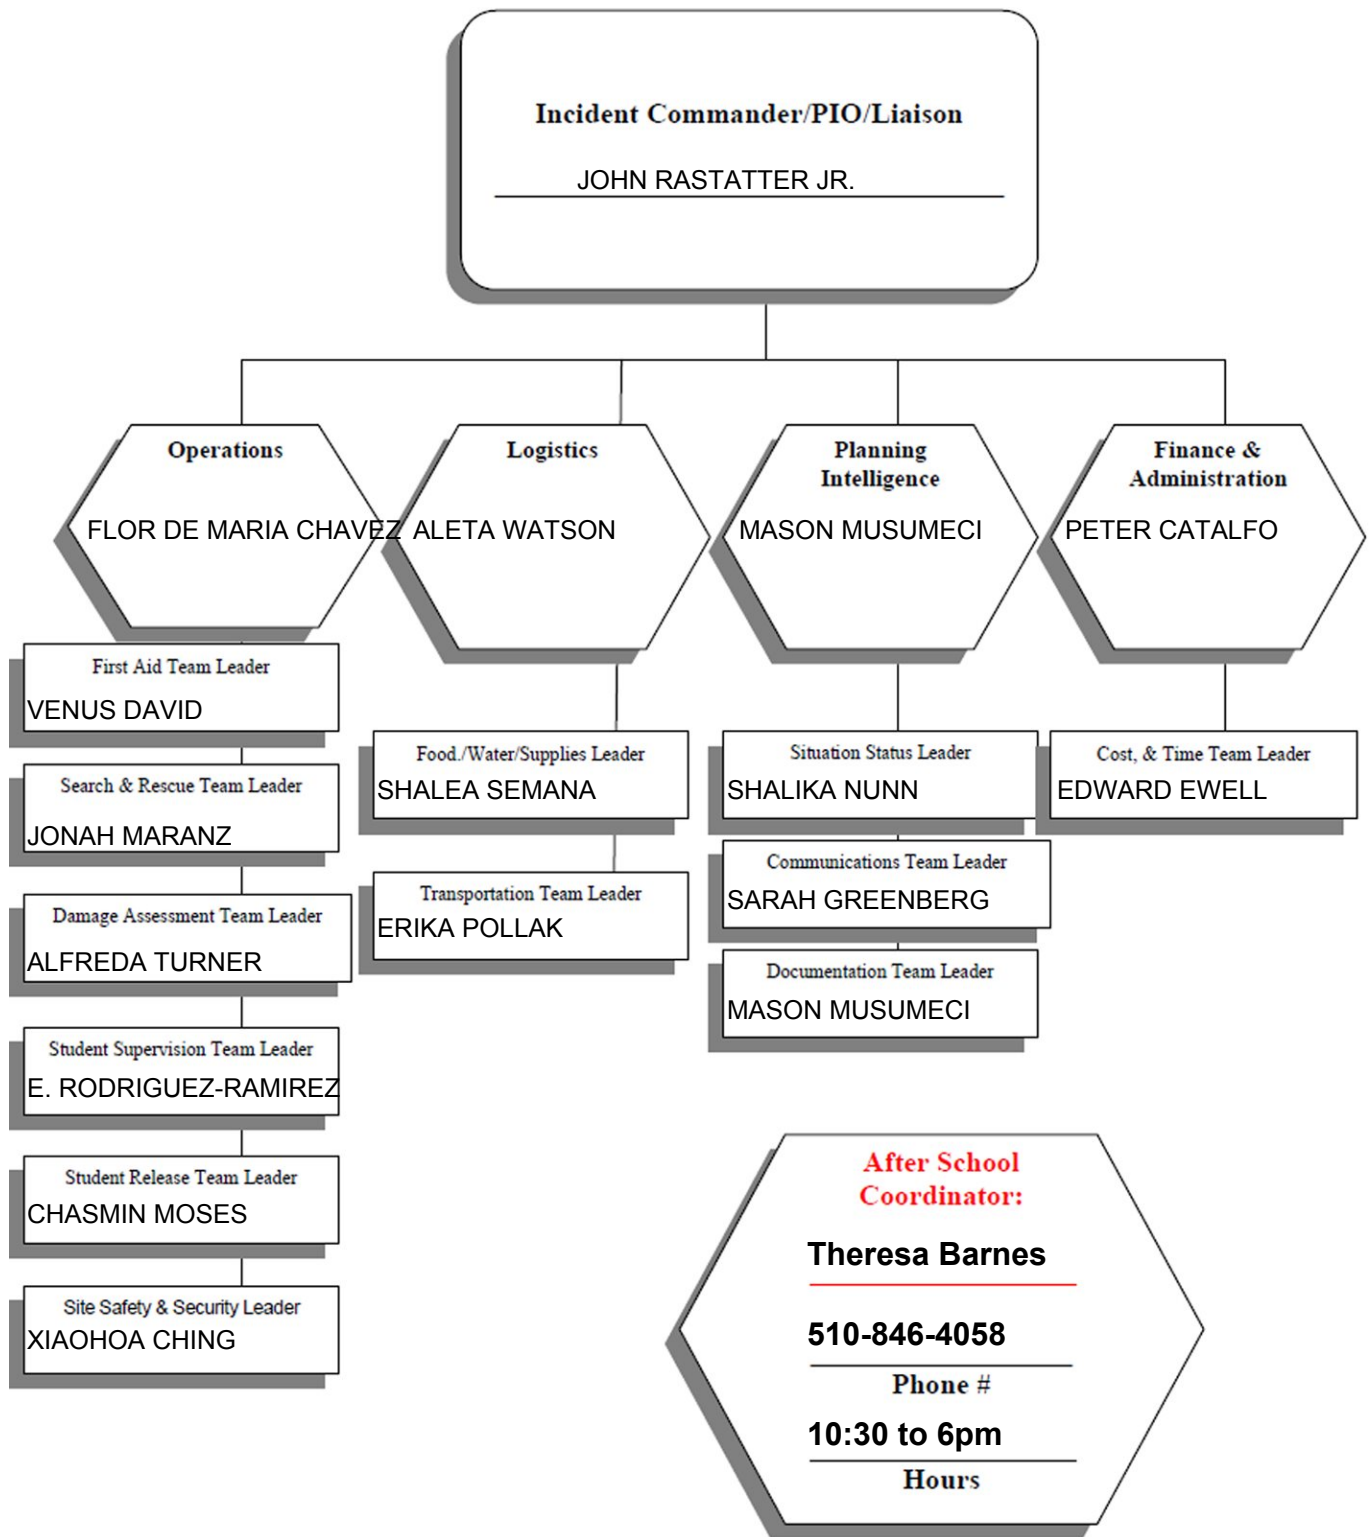 Incident Commander/PIO/Liaison
JOHN RASTATTER JR.
Operations
FLOR DE MARIA CHAVEZ
Logistics
ALETA WATSON
Planning
Intelligence
MASON MUSUMECI
Finance &
Administration
PETER CATALFO
First Aid Team Leader
VENUS DAVID
Search & Rescue Team Leader
JONAH MARANZ
Damage Assessment Team Leader
ALFREDA TURNER
Student Supervision Team Leader
E. RODRIGUEZ-RAMIREZ
Student Release Team Leader
CHASMIN MOSES
Site Safety & Security Leader
XIAOHOA CHING
Food./Water/Supplies Leader
SHALEA SEMANA
Transportation Team Leader
ERIKA POLLAK
Situation Status Leader
SHALIKA NUNN
Communications Team Leader
SARAH GREENBERG
Documentation Team Leader
MASON MUSUMECI
Cost, & Time Team Leader
EDWARD EWELL
After School
Coordinator:
Theresa Barnes
510-846-4058
Phone #
10:30 to 6pm
Hours